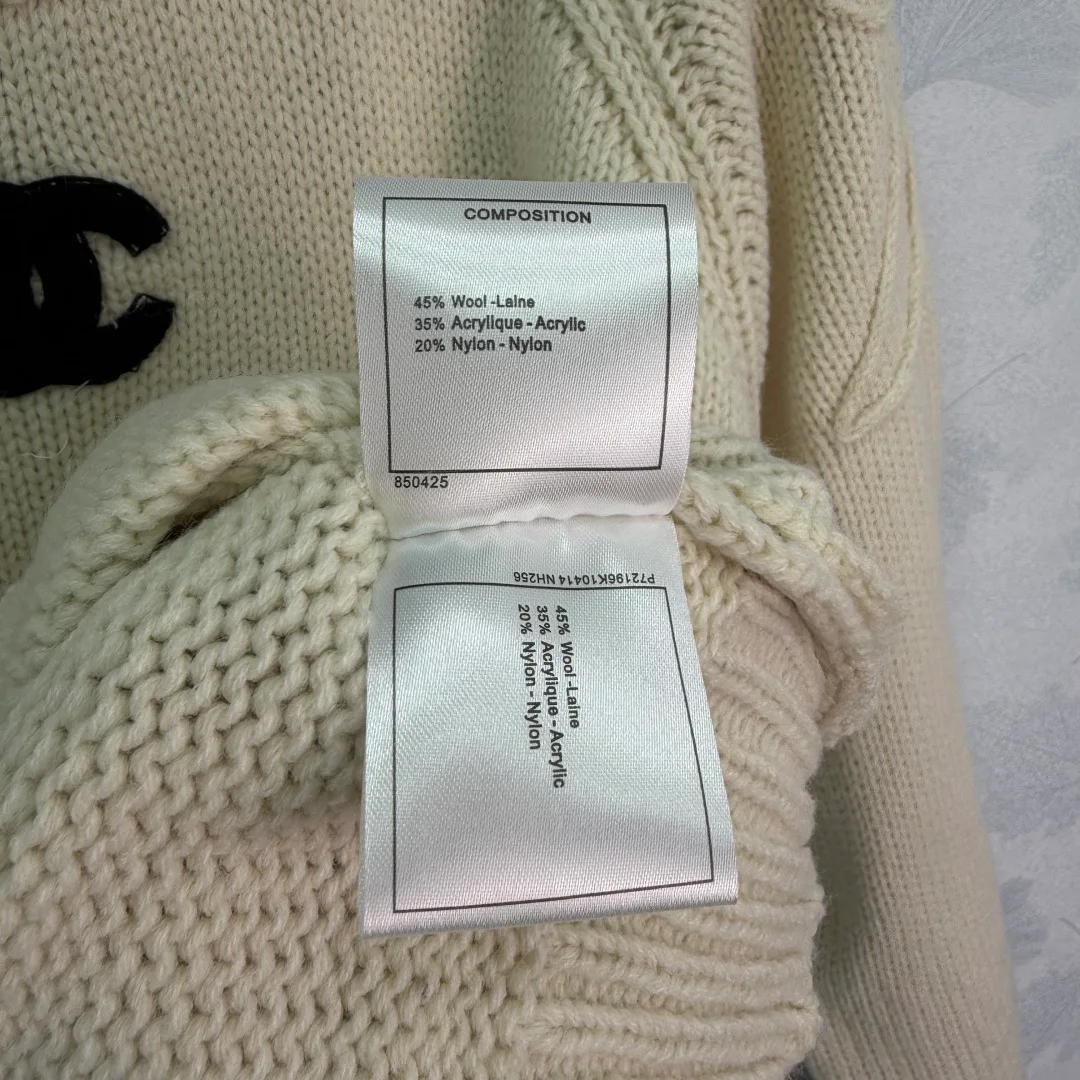 COMPOSITION
45% Wool -Laine
35% Acrylique - Acrylic
20% Nylon - Nylon
850425
P72196K10414 NH256
45% Wool -Laine
35% Acrylique - Acrylic
20% Nylon - Nylon